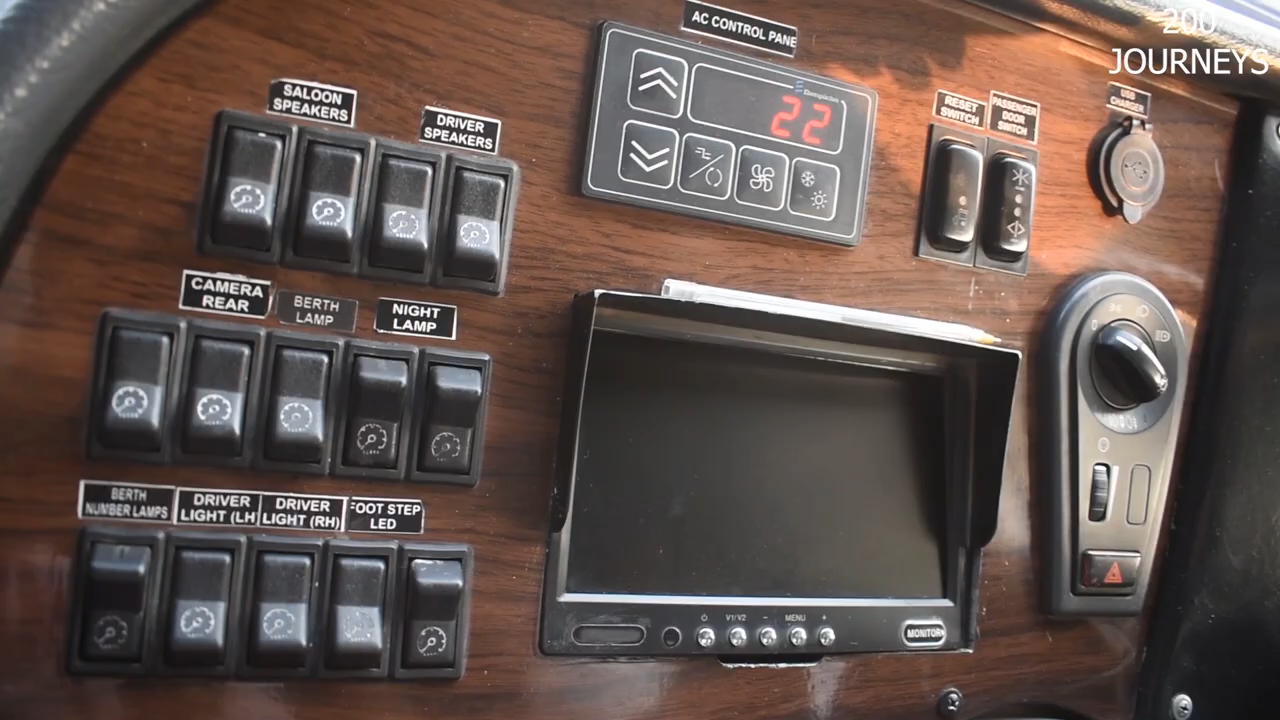 200
JOURNEYS
AC CONTROL PANE
22
SALOON
SPEAKERS
DRIVER
SPEAKERS
RESET
SWITCH
PASSENGER
DOOR
SWITCH
USB
CHARGER
CAMERA
REAR
BERTH
LAMP
NIGHT
LAMP
BERTH
NUMBER LAMPS
DRIVER
LIGHT (LH
DRIVER
LIGHT (RH)
FOOT STEP
LED
V1/V2
-
MENU
+
MONITOR
0